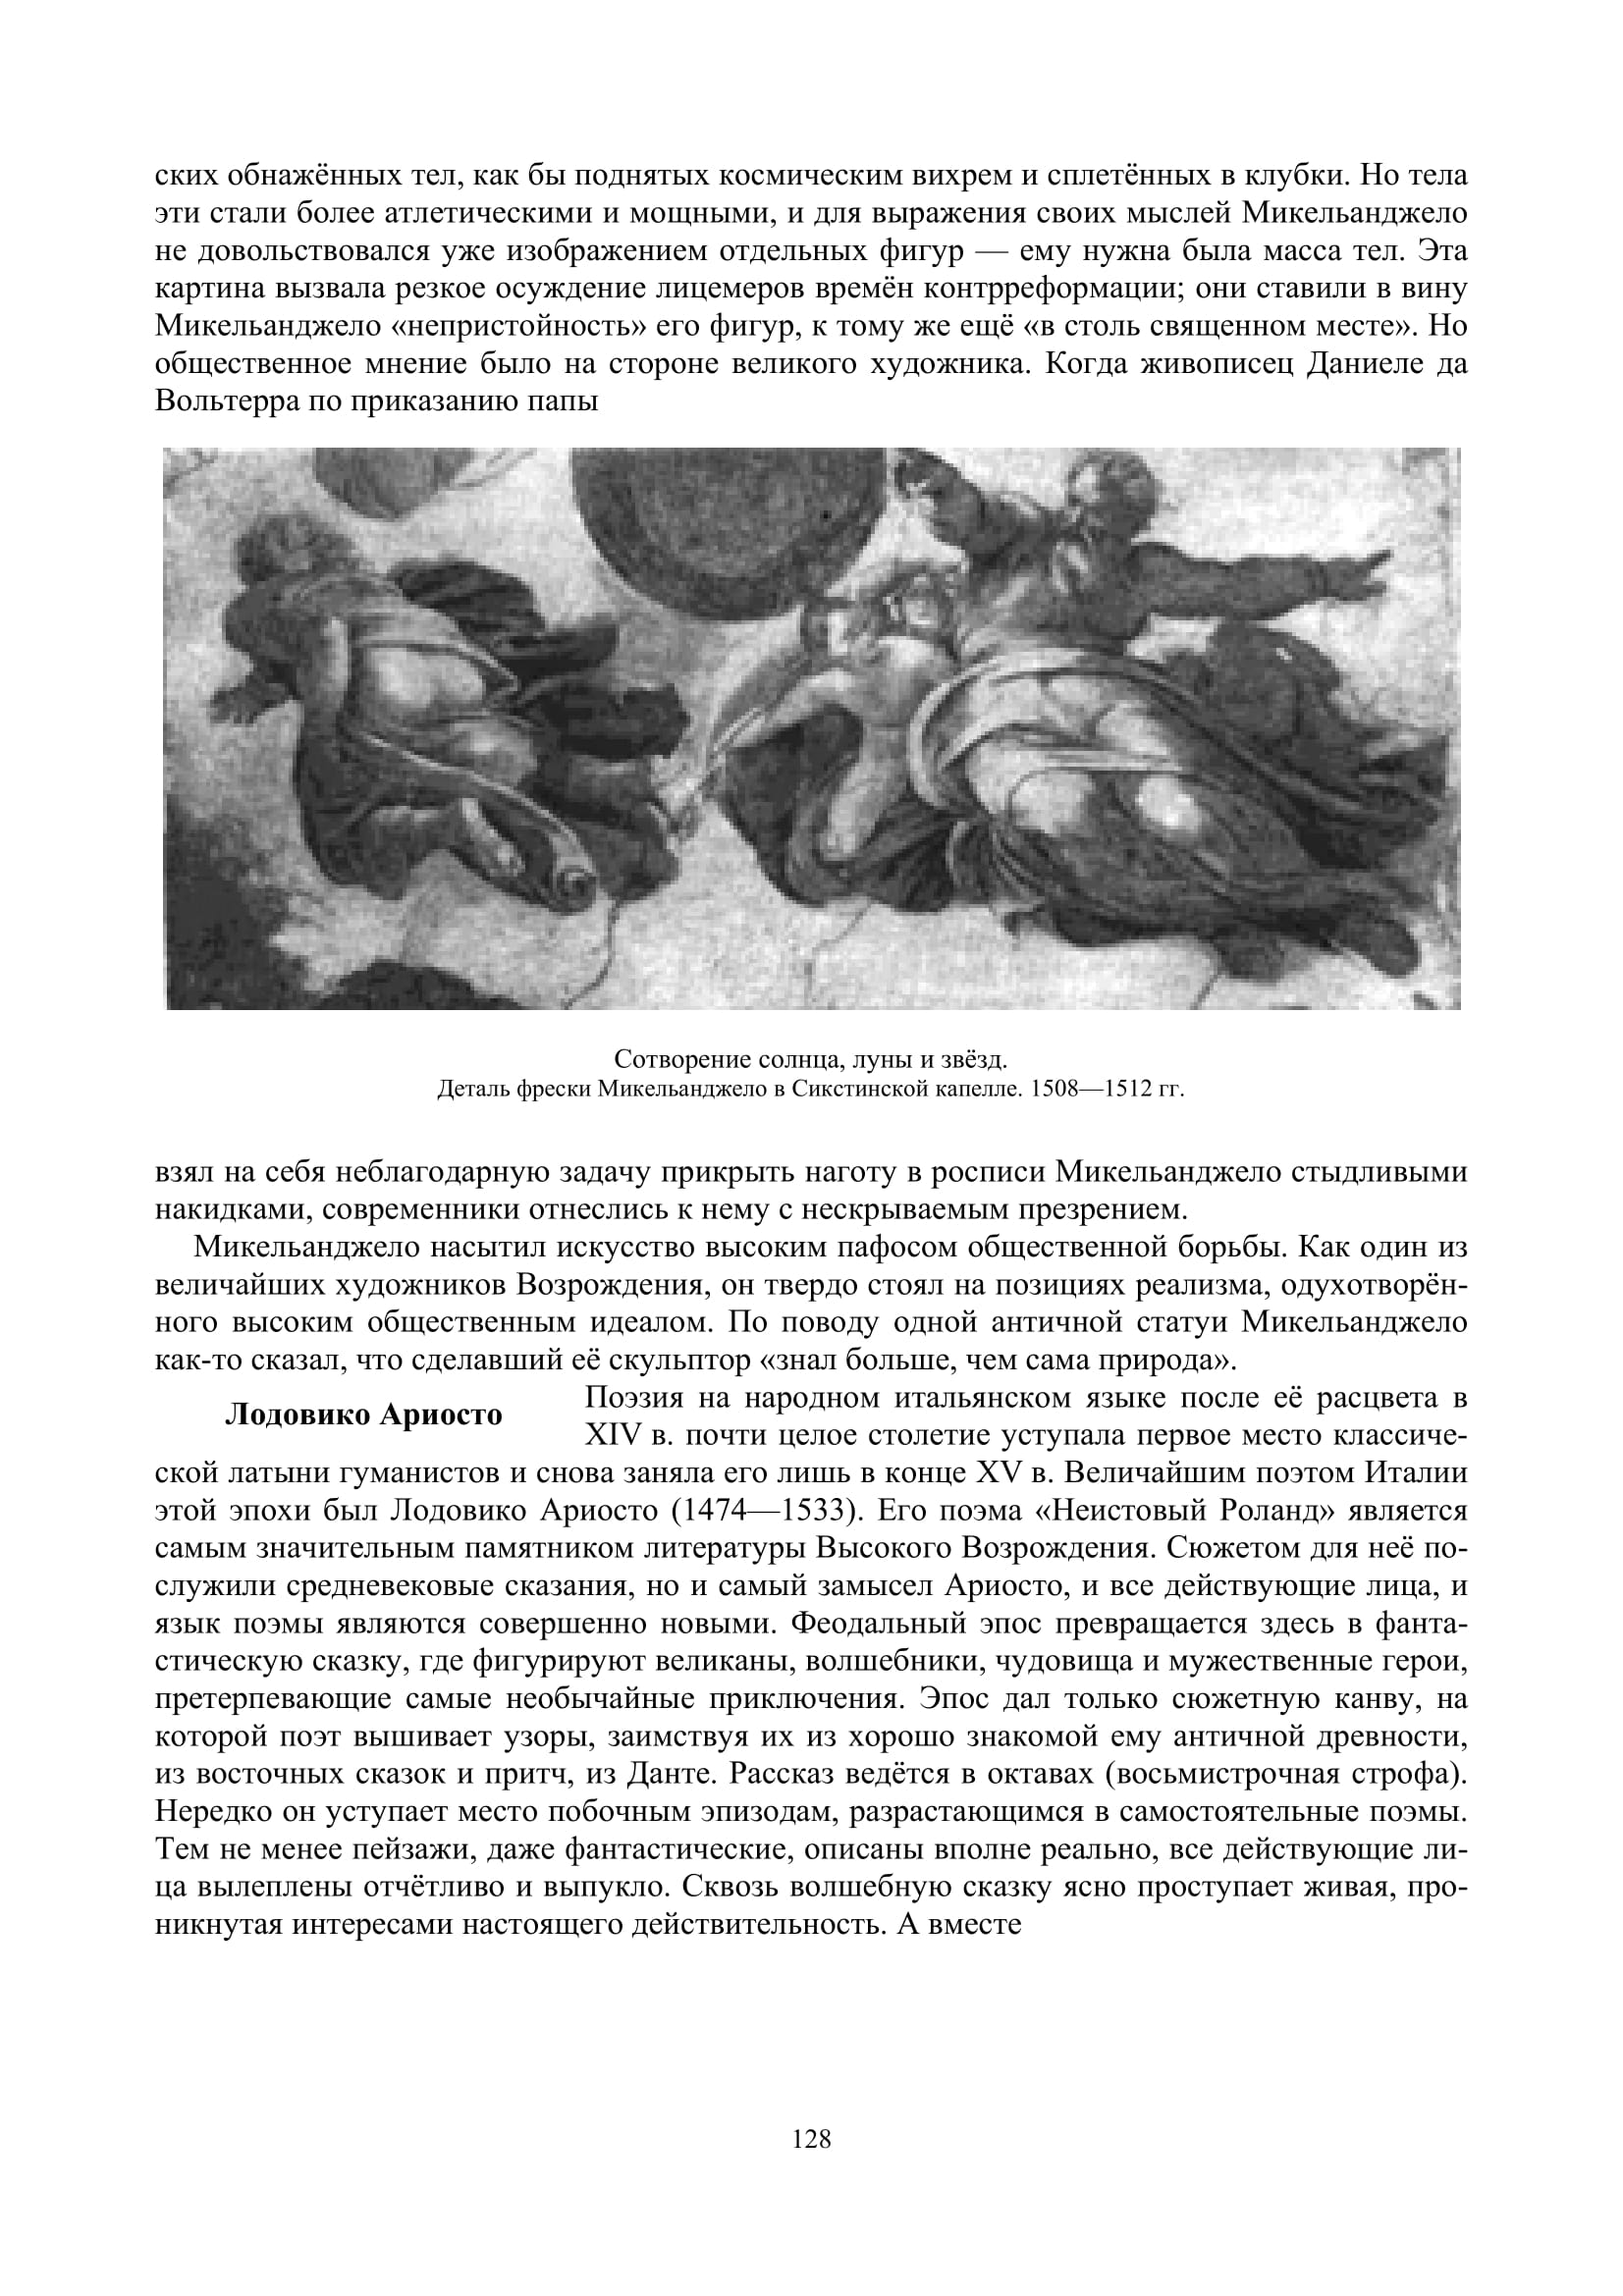 ских обнажённых тел, как бы поднятых космическим вихрем и сплетённых в клубки. Но тела
эти стали более атлетическими и мощными, и для выражения своих мыслей Микельанджело
не довольствовался уже изображением отдельных фигур — ему нужна была масса тел. Эта
картина вызвала резкое осуждение лицемеров времён контрреформации; они ставили в вину
Микельанджело «непристойность» его фигур, к тому же ещё «в столь священном месте». Но
общественное мнение было на стороне великого художника. Когда живописец Даниеле да
Вольтерра по приказанию папы
Сотворение солнца, луны и звёзд.
Деталь фрески Микельанджело в Сикстинской капелле. 1508—1512 гг.
взял на себя неблагодарную задачу прикрыть наготу в росписи Микельанджело стыдливыми
накидками, современники отнеслись к нему с нескрываемым презрением.
Микельанджело насытил искусство высоким пафосом общественной борьбы. Как один из
величайших художников Возрождения, он твердо стоял на позициях реализма, одухотворён-
ного высоким общественным идеалом. По поводу одной античной статуи Микельанджело
как-то сказал, что сделавший её скульптор «знал больше, чем сама природа».
Лодовико Ариосто
Поэзия на народном итальянском языке после её расцвета в
XIV в. почти целое столетие уступала первое место классиче-
ской латыни гуманистов и снова заняла его лишь в конце XV в. Величайшим поэтом Италии
этой эпохи был Лодовико Ариосто (1474—1533). Его поэма «Неистовый Роланд» является
самым значительным памятником литературы Высокого Возрождения. Сюжетом для неё по-
служили средневековые сказания, но и самый замысел Ариосто, и все действующие лица, и
язык поэмы являются совершенно новыми. Феодальный эпос превращается здесь в фанта-
стическую сказку, где фигурируют великаны, волшебники, чудовища и мужественные герои,
претерпевающие самые необычайные приключения. Эпос дал только сюжетную канву, на
которой поэт вышивает узоры, заимствуя их из хорошо знакомой ему античной древности,
из восточных сказок и притч, из Данте. Рассказ ведётся в октавах (восьмистрочная строфа).
Нередко он уступает место побочным эпизодам, разрастающимся в самостоятельные поэмы.
Тем не менее пейзажи, даже фантастические, описаны вполне реально, все действующие ли-
ца вылеплены отчётливо и выпукло. Сквозь волшебную сказку ясно проступает живая, про-
никнутая интересами настоящего действительность. А вместе
128